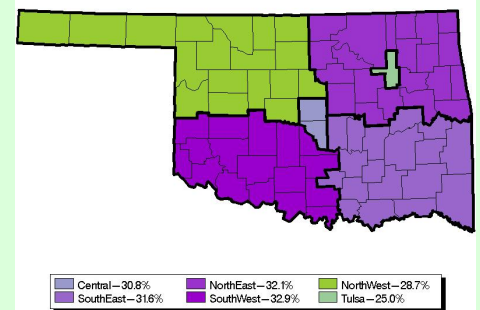 Central—30.8% NorthEast—32.1% NorthWest—28.7%
SouthEast—31.6% SouthWest—32.9% Tulsa—25.0%